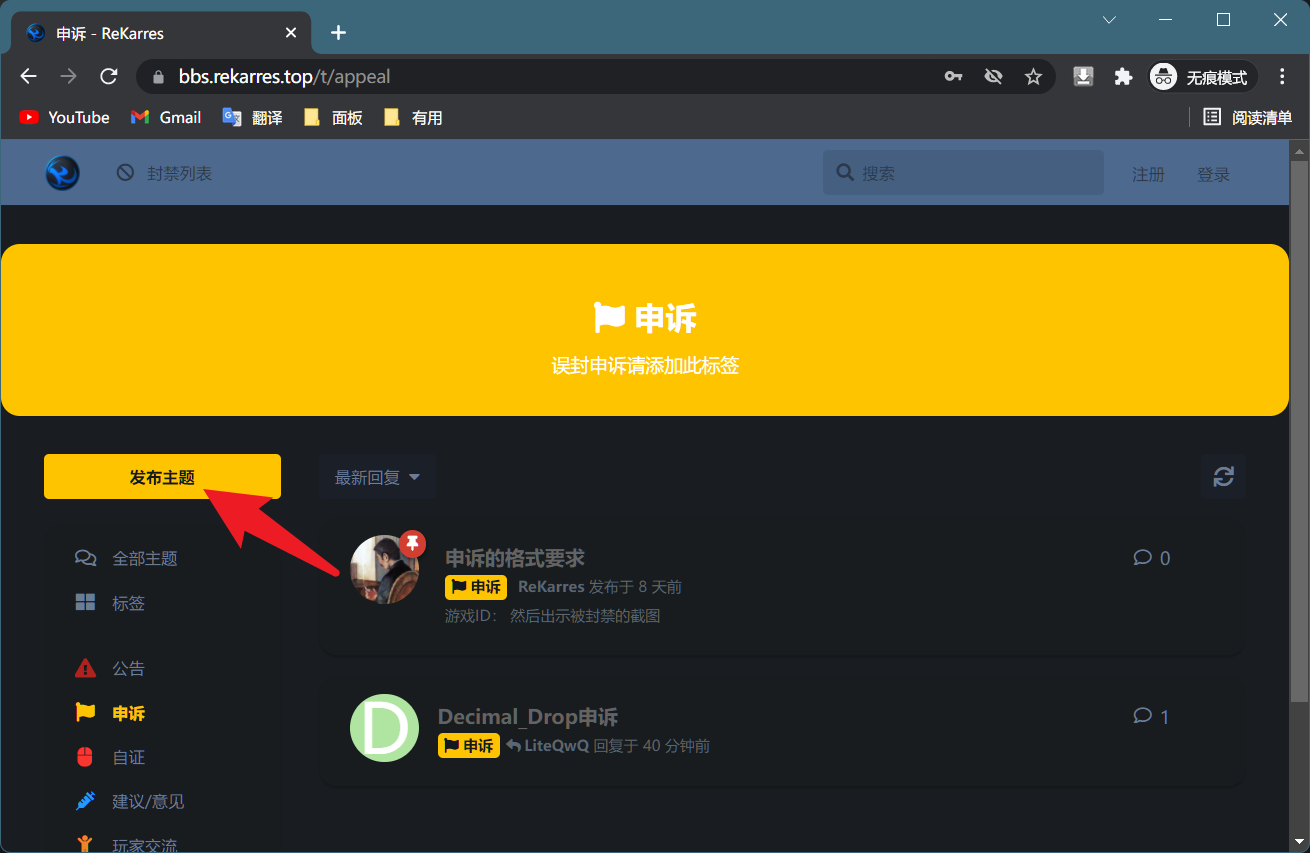 申诉 - ReKarres
bbs.rekarres.top/t/appeal
无痕模式
YouTube
Gmail
翻译
面板
有用
阅读清单
封禁列表
搜索
注册
登录
申诉
误封申诉请添加此标签
发布主题
最新回复
全部主题
标签
公告
申诉
自证
建议/意见
玩家交流
申诉的格式要求
0
申诉 ReKarres 发布于 8 天前
游戏ID： 然后出示被封禁的截图
D
Decimal_Drop申诉
1
申诉 LiteQwQ 回复于 40 分钟前